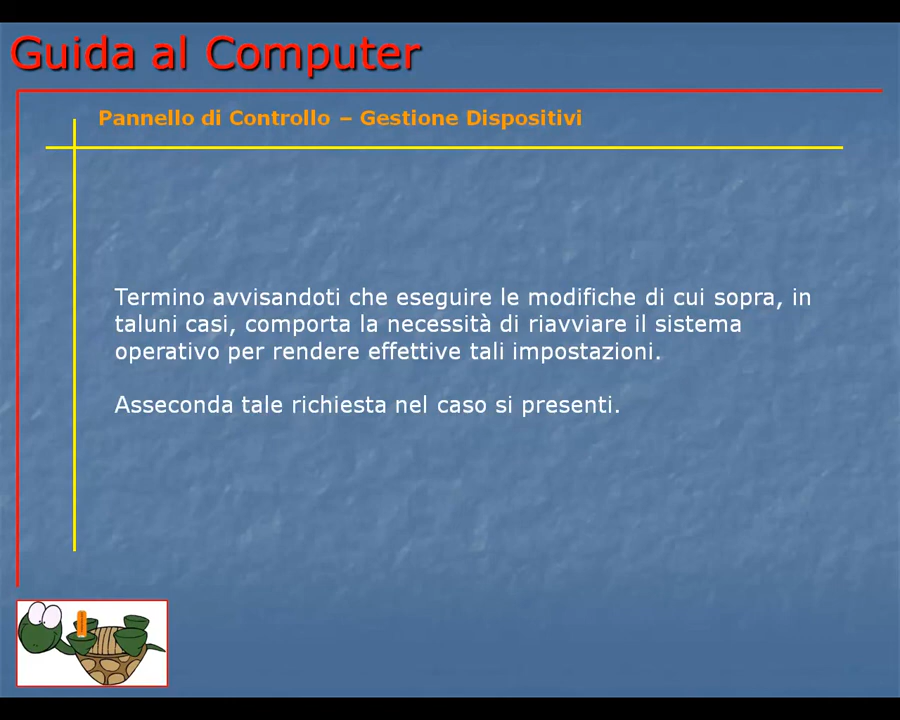 Guida al Computer
Pannello di Controllo – Gestione Dispositivi
Termino avvisandoti che eseguire le modifiche di cui sopra, in
taluni casi, comporta la necessità di riavviare il sistema
operativo per rendere effettive tali impostazioni.
Asseconda tale richiesta nel caso si presenti.